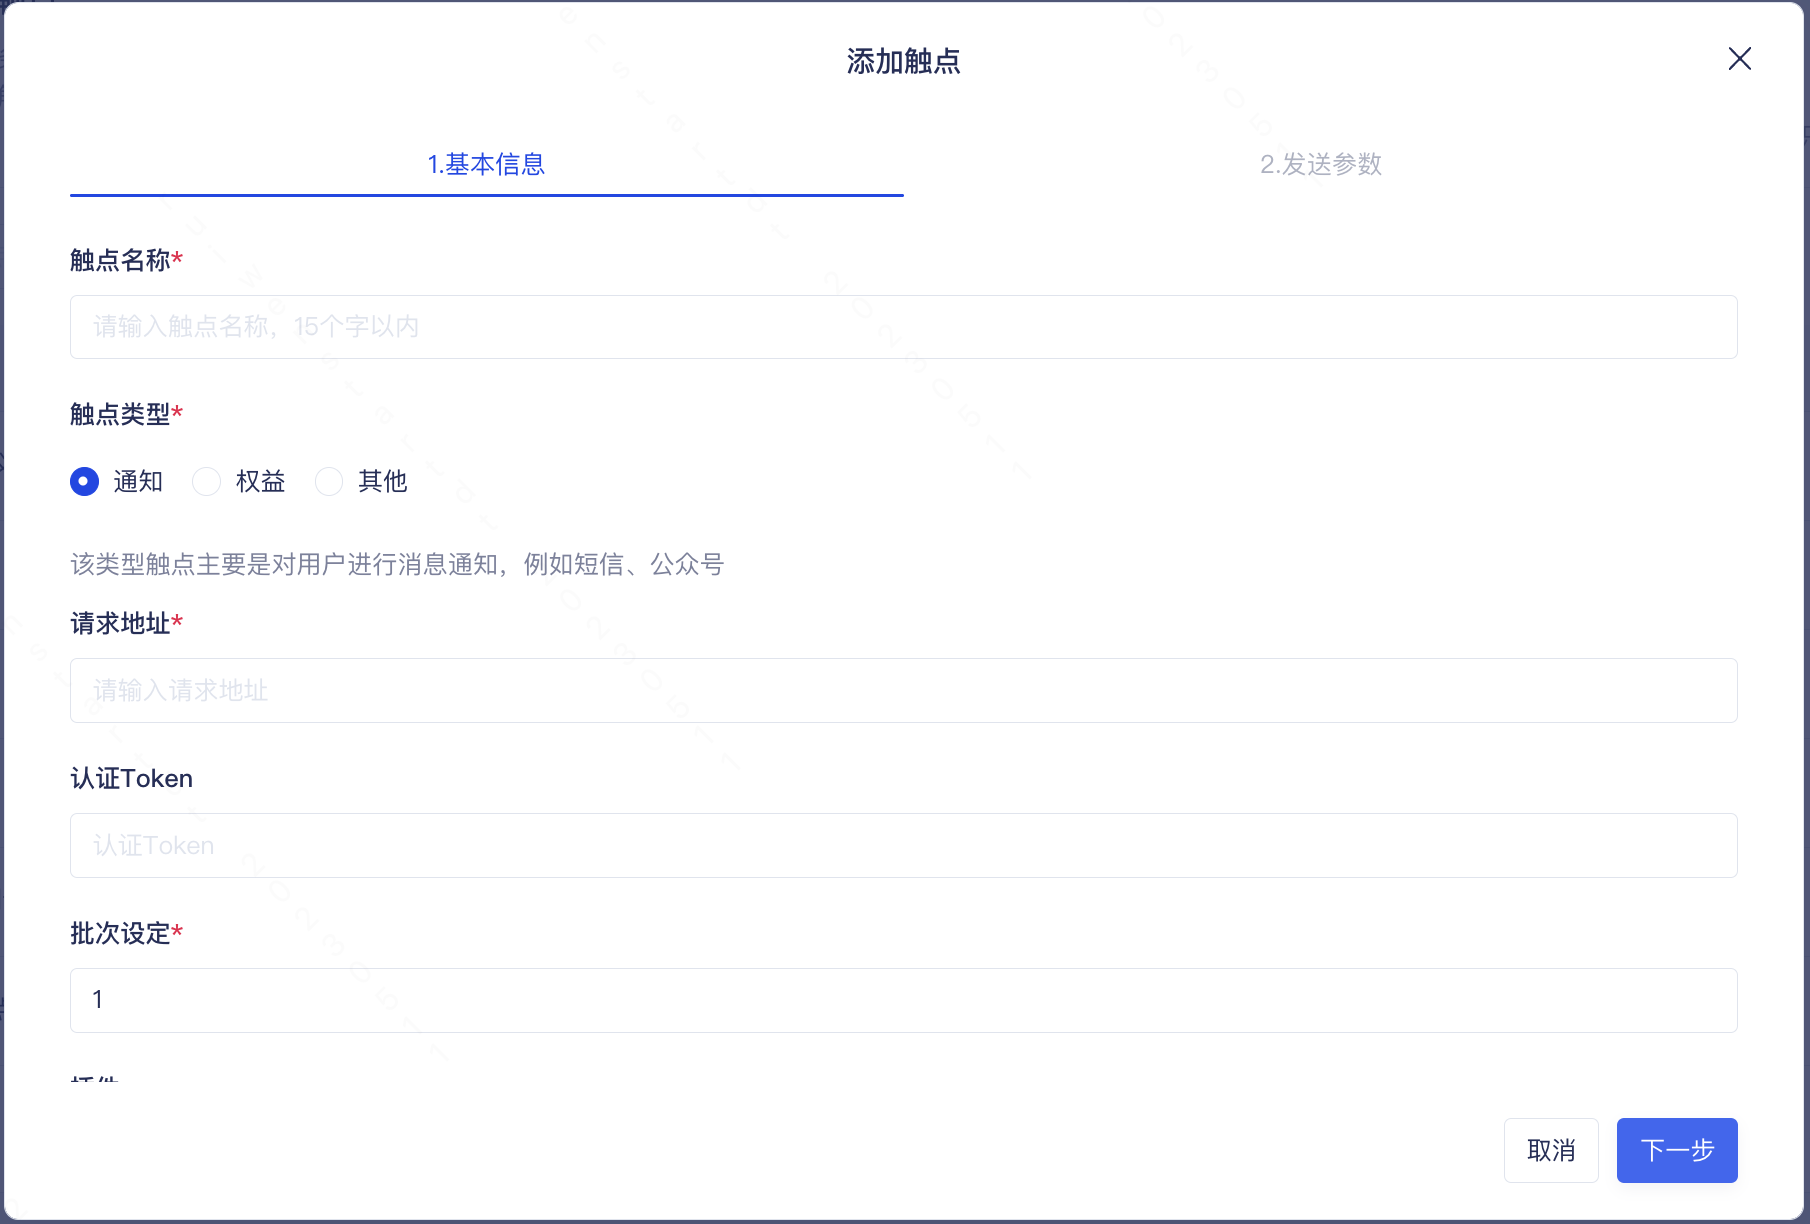 添加触点
1.基本信息
2.发送参数
触点名称*
请输入触点名称，15个字以内
触点类型*
通知 权益 其他
该类型触点主要是对用户进行消息通知，例如短信、公众号
请求地址*
请输入请求地址
认证Token
认证Token
批次设定*
1
取消 下一步